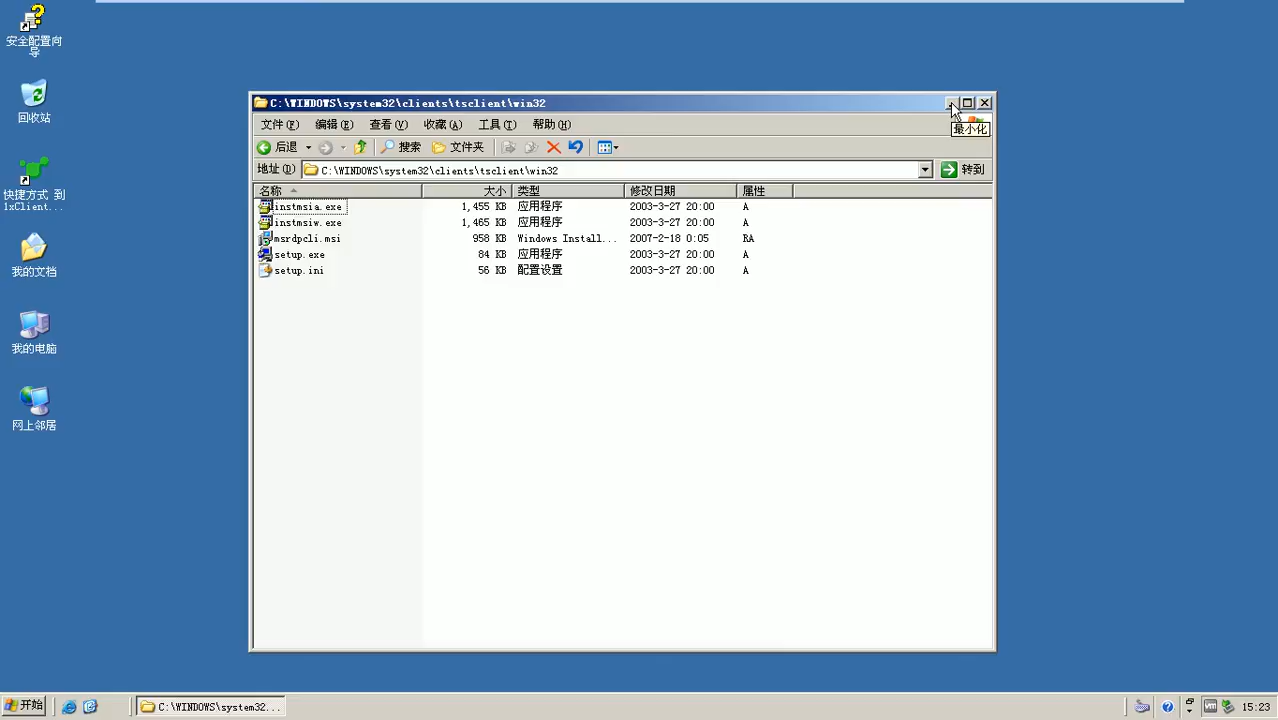 安全配置向
导
回收站
快捷方式 到
lxClient...
我的文档
我的电脑
网上邻居
C:\WINDOWS\system32\clients\tsclient\win32
最小化
文件(F) 编辑(E) 查看(V) 收藏(A) 工具(T) 帮助(H)
后退 搜索 文件夹
地址(D) C:\WINDOWS\system32\clients\tsclient\win32 转到
名称 大小 类型 修改日期 属性
instmsia.exe 1,455 KB 应用程序 2003-3-27 20:00 A
instmsiw.exe 1,465 KB 应用程序 2003-3-27 20:00 A
msrdpcli.msi 958 KB Windows Install... 2007-2-18 0:05 RA
setup.exe 84 KB 应用程序 2003-3-27 20:00 A
setup.ini 56 KB 配置设置 2003-3-27 20:00 A
开始 C:\WINDOWS\system32... 15:23